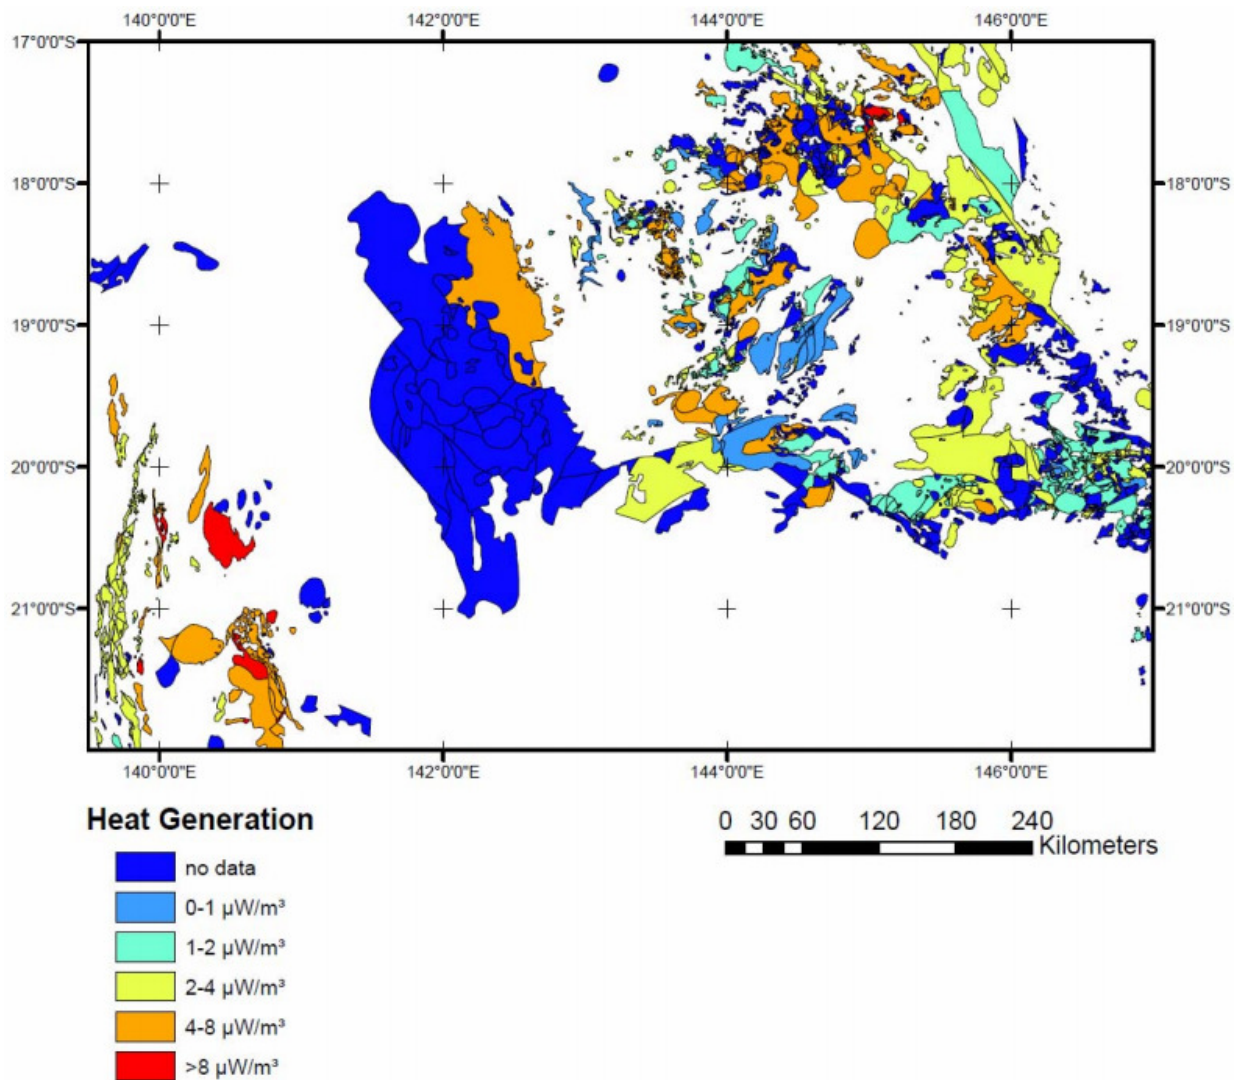 140°0'0"E 142°0'0"E 144°0'0"E 146°0'0"E
17°0'0"S
18°0'0"S 18°0'0"S
19°0'0"S 19°0'0"S
20°0'0"S 20°0'0"S
21°0'0"S 21°0'0"S
140°0'0"E 142°0'0"E 144°0'0"E 146°0'0"E
Heat Generation
0 30 60 120 180 240
Kilometers
no data
0-1 µW/m³
1-2 µW/m³
2-4 µW/m³
4-8 µW/m³
>8 µW/m³